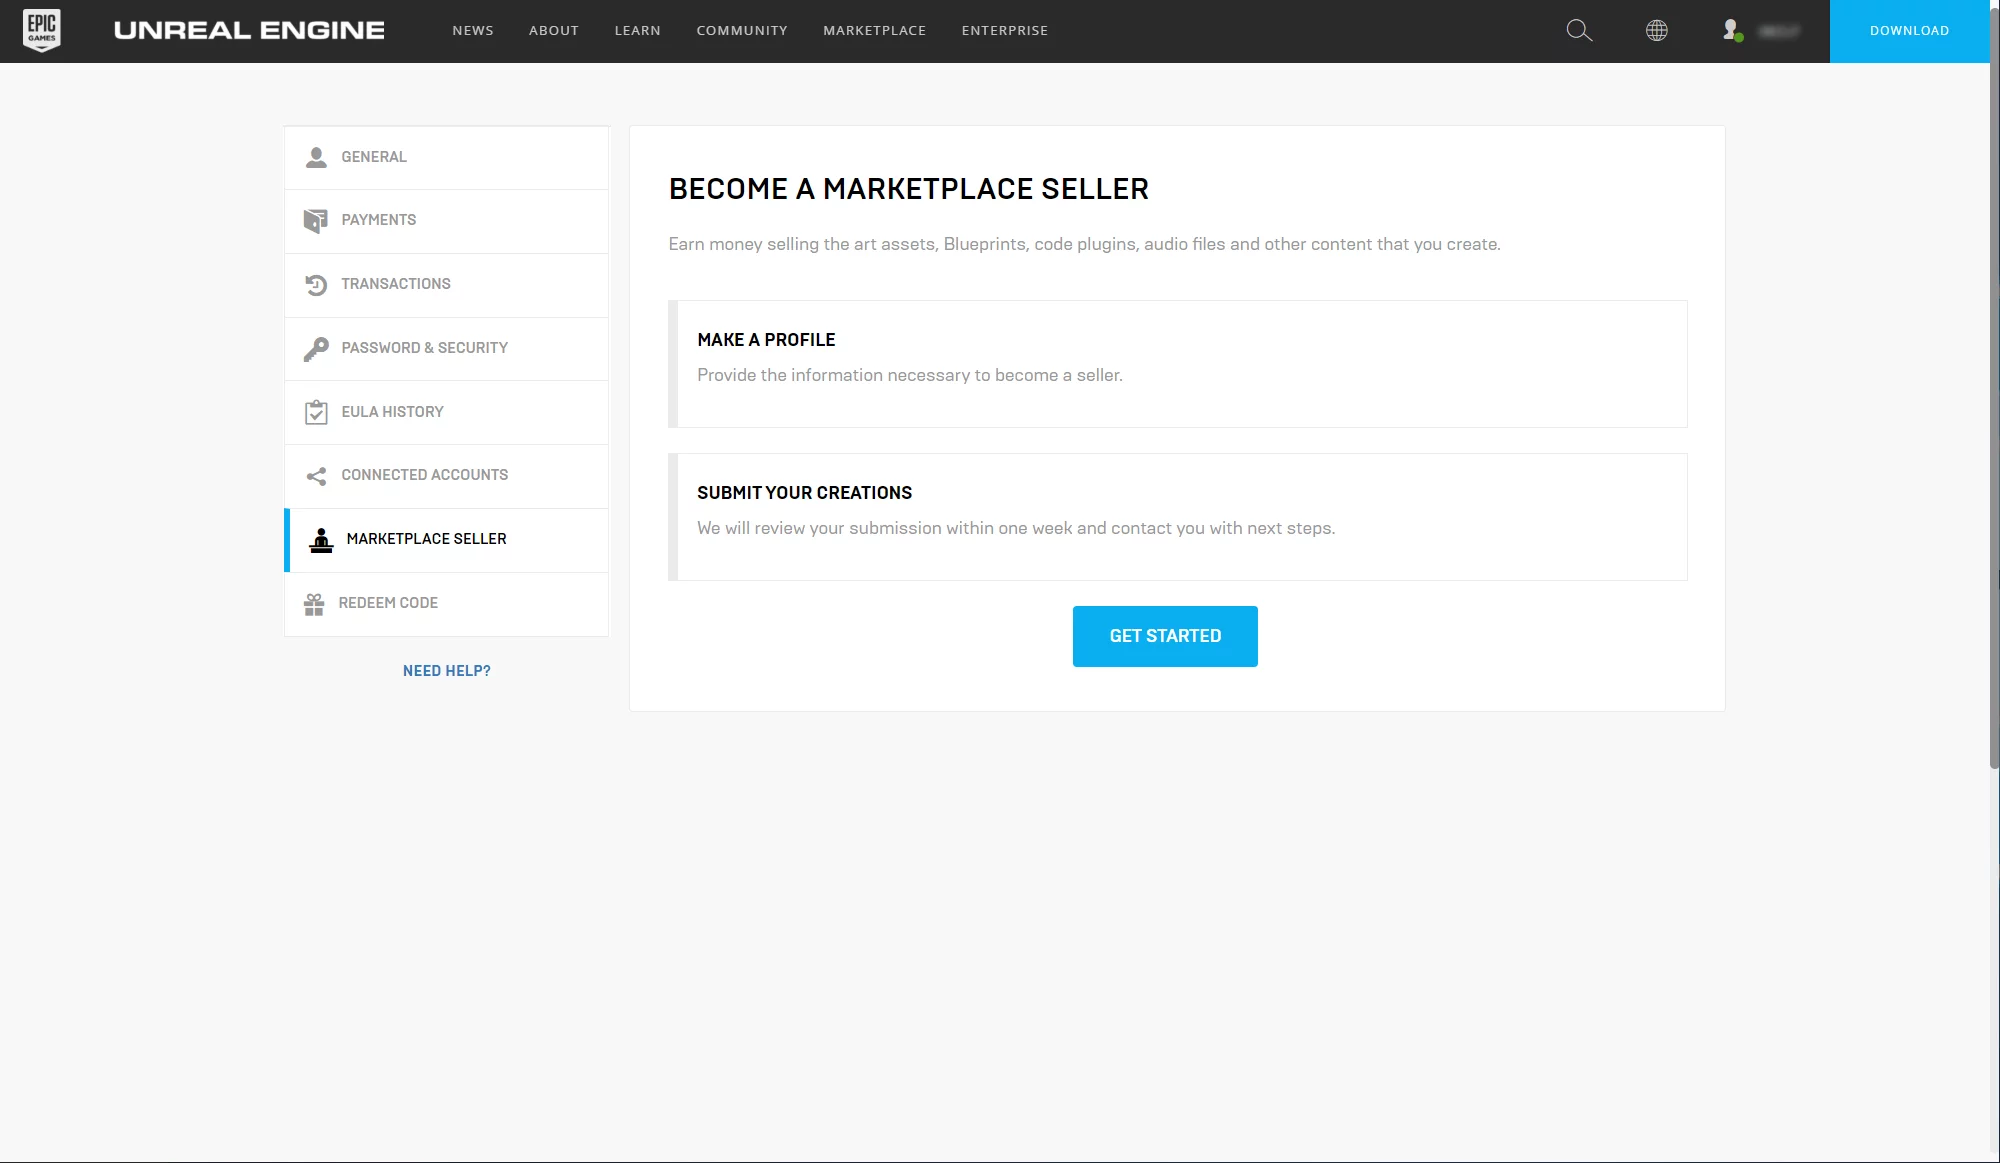 EPIC
GAMES
UNREAL ENGINE
NEWS
ABOUT
LEARN
COMMUNITY
MARKETPLACE
ENTERPRISE
DOWNLOAD
GENERAL
PAYMENTS
TRANSACTIONS
PASSWORD & SECURITY
EULA HISTORY
CONNECTED ACCOUNTS
MARKETPLACE SELLER
REDEEM CODE
NEED HELP?
BECOME A MARKETPLACE SELLER
Earn money selling the art assets, Blueprints, code plugins, audio files and other content that you create.
MAKE A PROFILE
Provide the information necessary to become a seller.
SUBMIT YOUR CREATIONS
We will review your submission within one week and contact you with next steps.
GET STARTED